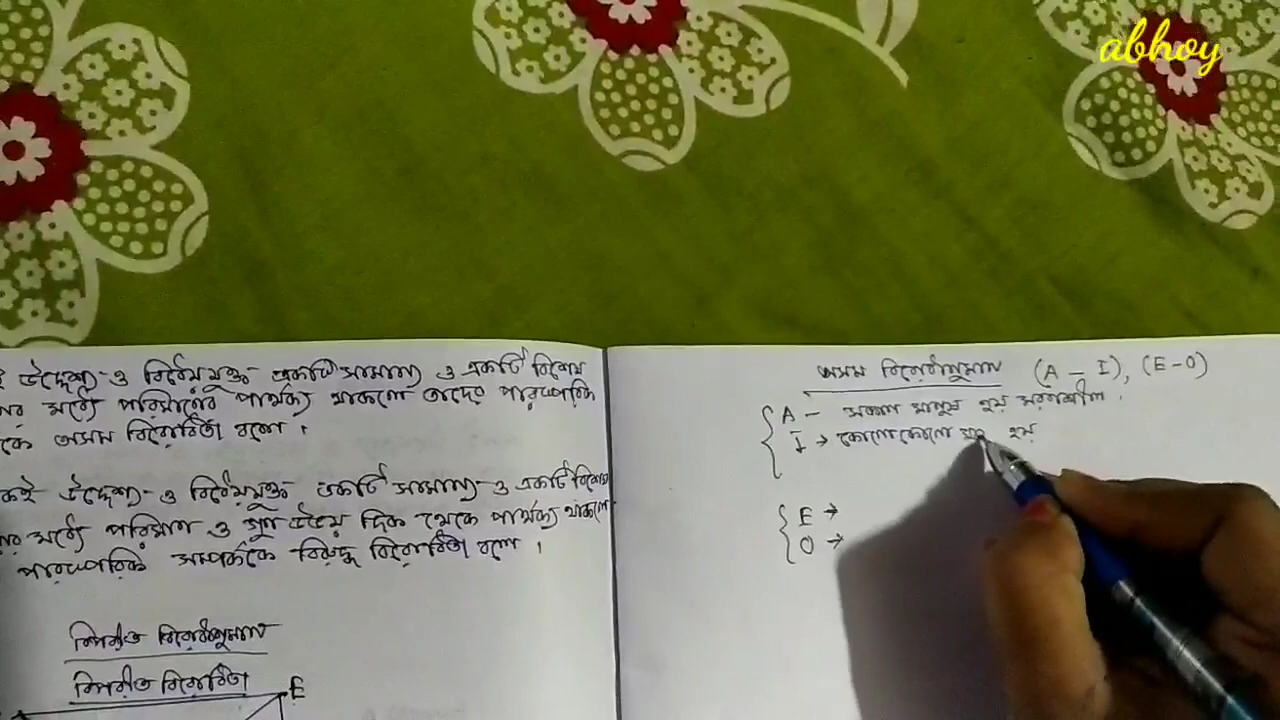 abhoy
উদ্দেশ্য ও বিধেয়যুক্ত একটি সামান্য ও একটি বিশেষ
মধ্যে পরিমাণের পার্থক্য থাকলে তাদের পারস্পরিক
কে অসম বিরোধিতা বলে।
একই উদ্দেশ্য ও বিধেয়যুক্ত একটি সামান্য ও একটি বিশেষ
মধ্যে পরিমাণ ও গুণ উভয় দিক থেকে পার্থক্য থাকলে
পারস্পরিক সম্পর্ককে বিরুদ্ধ বিরোধিতা বলে।
বিপরীত বিরোধানুমান
বিপরীত বিরোধিতা
E
অসম বিরোধানুমান (A - I), (E - O)
A - সকল মানুষ হয় মরণশীল।
I → কোনো কোনো হয়
E →
O →